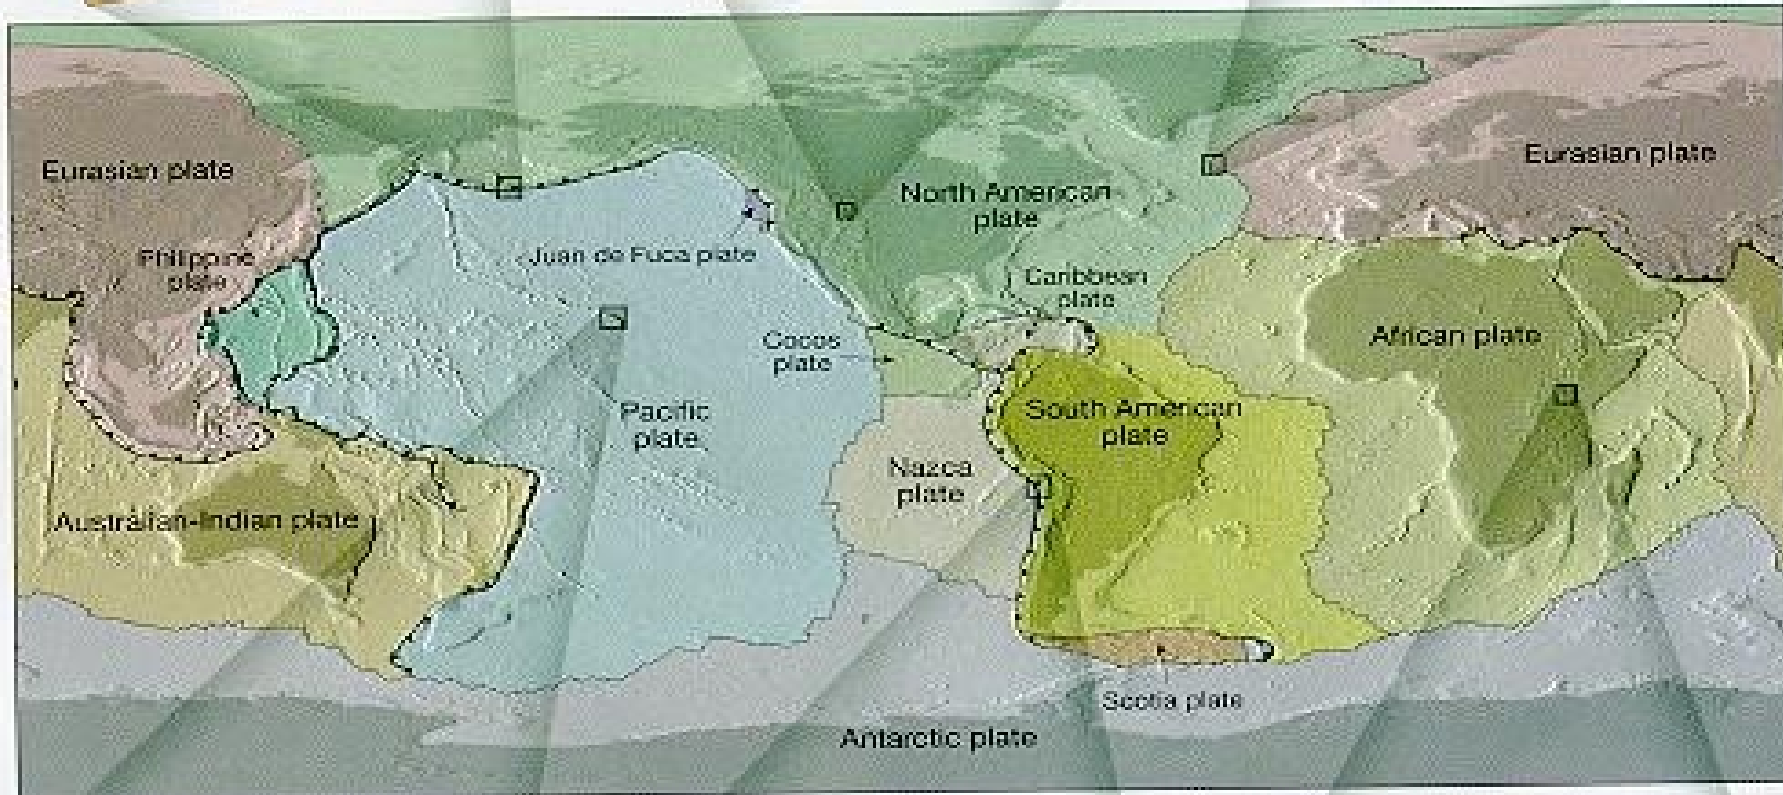 Eurasian plate
Eurasian plate
North American
plate
Philippine
plate
Juan de Fuca plate
Caribbean
plate
Cocos
plate
African plate
Pacific
plate
South American
plate
Nazca
plate
Australian-Indian plate
Scotia plate
Antarctic plate